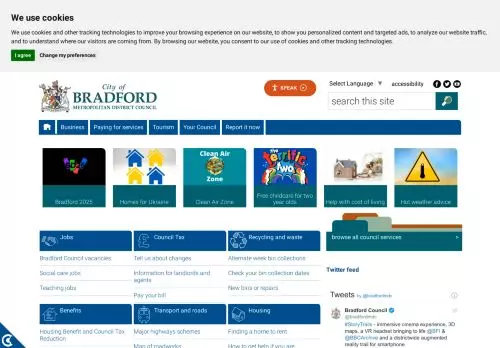 We use cookies
We use cookies and other tracking technologies to improve your browsing experience on our website, to show you personalized content and targeted ads, to analyze our website traffic,
and to understand where our visitors are coming from. By browsing our website, you consent to our use of cookies and other tracking technologies.
I agree Change my preferences
City of
BRADFORD
METROPOLITAN DISTRICT COUNCIL
SPEAK
Select Language ▼ accessibility
search this site
Business Paying for services Tourism Your Council Report it now
Clean Air
Zone
the
Terrific
two's
Bradford 2025
Homes for Ukraine
Clean Air Zone
Free childcare for two
year olds
Help with cost of living
Hot weather advice
browse all council services >
Jobs
Bradford Council vacancies
Social care jobs
Teaching jobs
Council Tax
Tell us about changes
Information for landlords and
agents
Pay your bill
Recycling and waste
Alternate week bin collections
Check your bin collection dates
New bins or repairs
Benefits
Housing Benefit and Council Tax
Reduction
Transport and roads
Major highways schemes
Map of roadworks
Housing
Finding a home to rent
How to get help if you are
Twitter feed
Tweets by @bradfordmdc
Bradford Council
@bradfordmdc
#StoryTrails - immersive cinema experience, 3D
maps, a VR headset bringing to life @BFI &
@BBCArchive and a districtwide augmented
reality trail for smartphone.